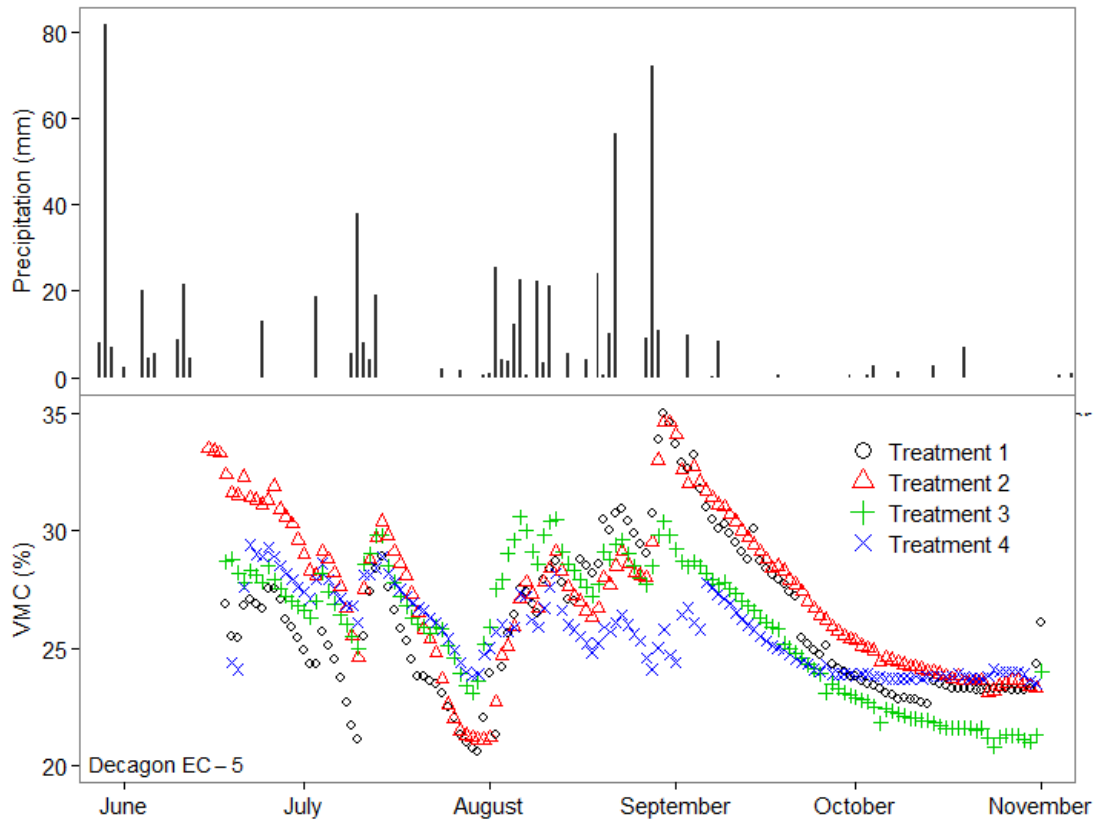 Precipitation (mm)
80
60
40
20
0
VMC (%)
35
30
25
20
Treatment 1
Treatment 2
Treatment 3
Treatment 4
Decagon EC – 5
June July August September October November